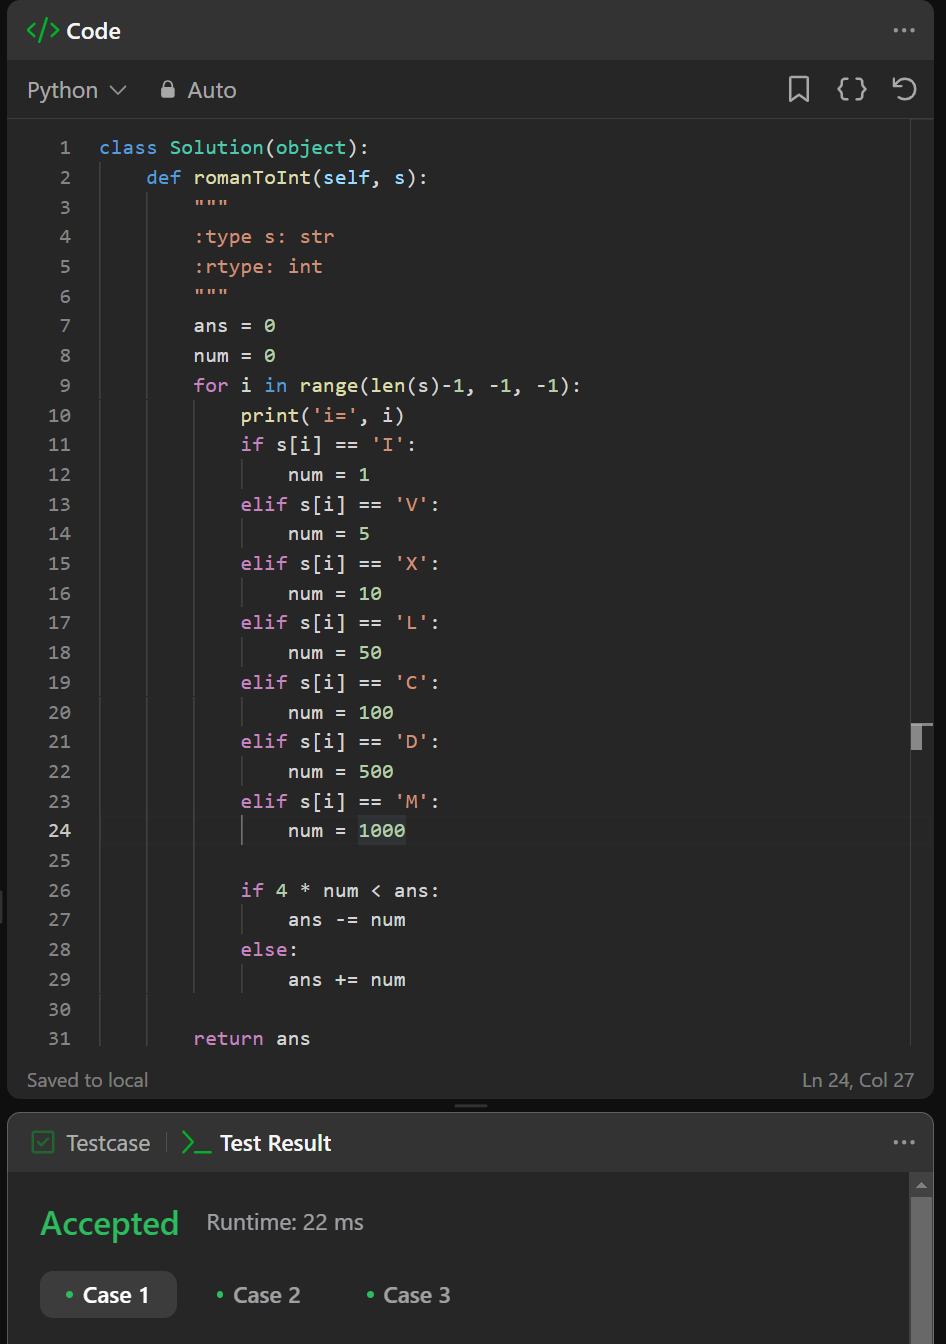 </> Code
Python Auto
1 class Solution(object):
2     def romanToInt(self, s):
3         """
4         :type s: str
5         :rtype: int
6         """
7         ans = 0
8         num = 0
9         for i in range(len(s)-1, -1, -1):
10             print('i=', i)
11             if s[i] == 'I':
12                 num = 1
13             elif s[i] == 'V':
14                 num = 5
15             elif s[i] == 'X':
16                 num = 10
17             elif s[i] == 'L':
18                 num = 50
19             elif s[i] == 'C':
20                 num = 100
21             elif s[i] == 'D':
22                 num = 500
23             elif s[i] == 'M':
24                 num = 1000
25
26             if 4 * num < ans:
27                 ans -= num
28             else:
29                 ans += num
30
31         return ans
Saved to local Ln 24, Col 27
Testcase | >_ Test Result
Accepted Runtime: 22 ms
• Case 1 • Case 2 • Case 3